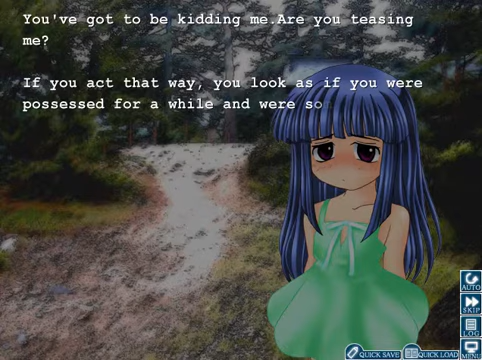 You've got to be kidding me.Are you teasing
me?
If you act that way, you look as if you were
possessed for a while and were so
AUTO
SKIP
LOG
QUICK SAVE
QUICK LOAD
MENU